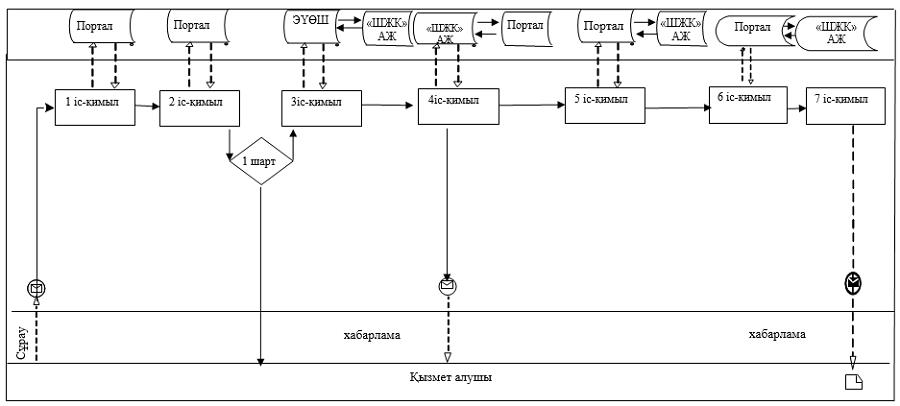 Портал
Портал
ЭҮӨШ
«ШЖК»
АЖ
«ШЖК»
АЖ
Портал
Портал
«ШЖК»
АЖ
Портал
«ШЖК»
АЖ
1 іс-қимыл
2 іс-қимыл
3іс-қимыл
4іс-қимыл
5 іс-қимыл
6 іс-қимыл
7 іс-қимыл
1 шарт
Сұрау
хабарлама
хабарлама
Қызмет алушы